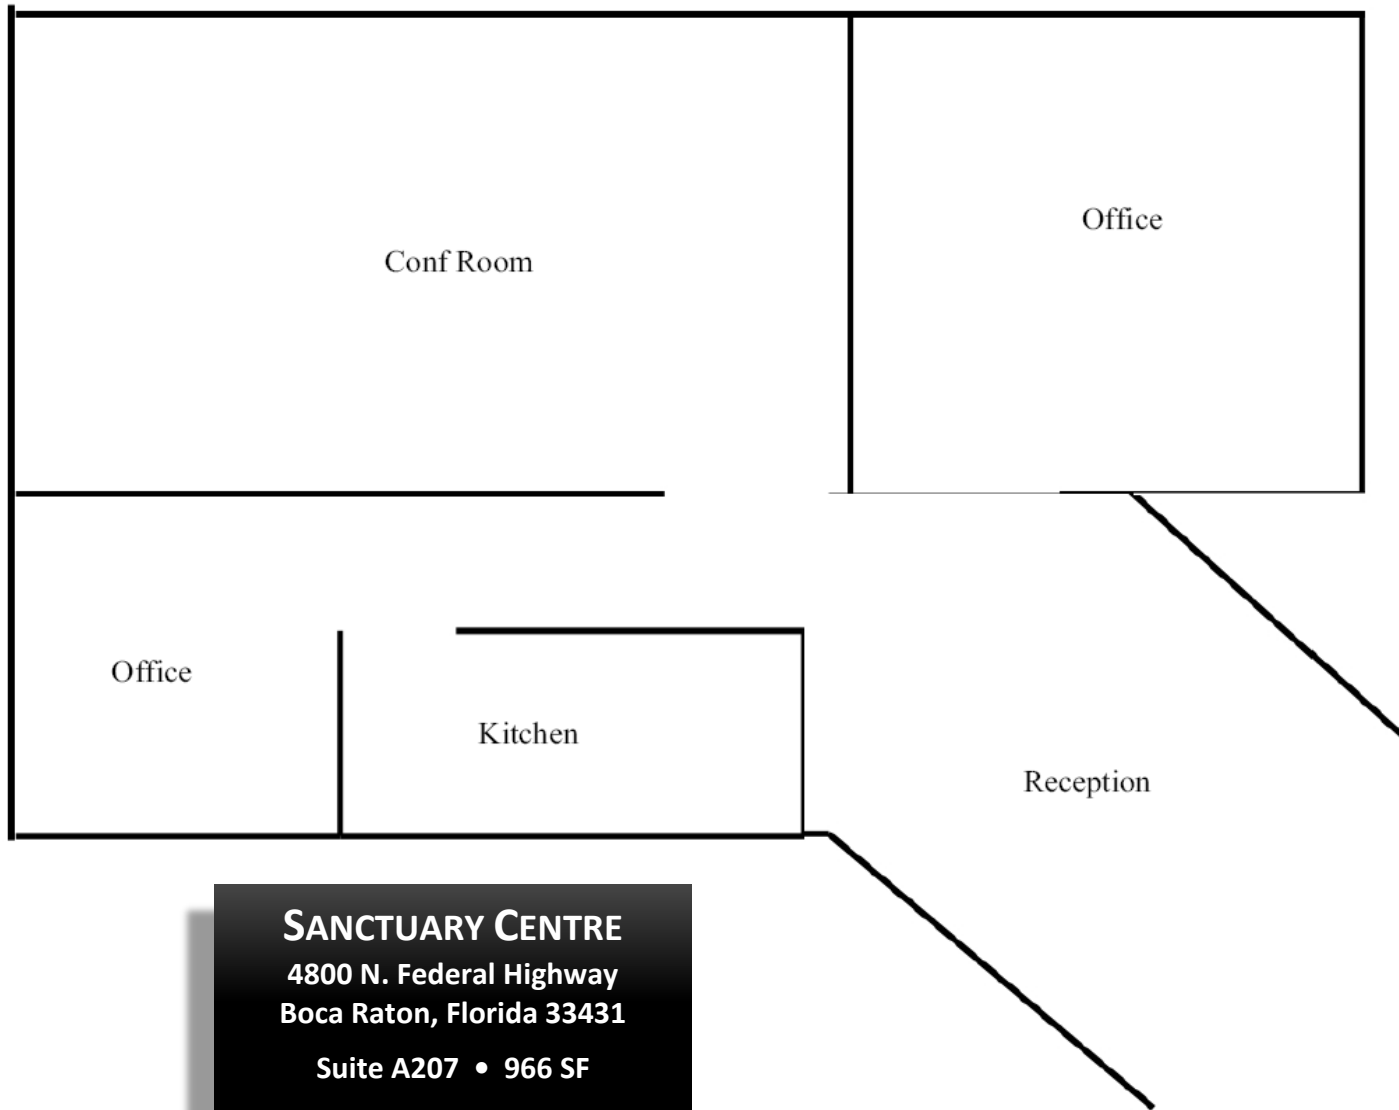 Office
Conf Room
Office
Kitchen
Reception
SANCTUARY CENTRE
4800 N. Federal Highway
Boca Raton, Florida 33431
Suite A207 • 966 SF